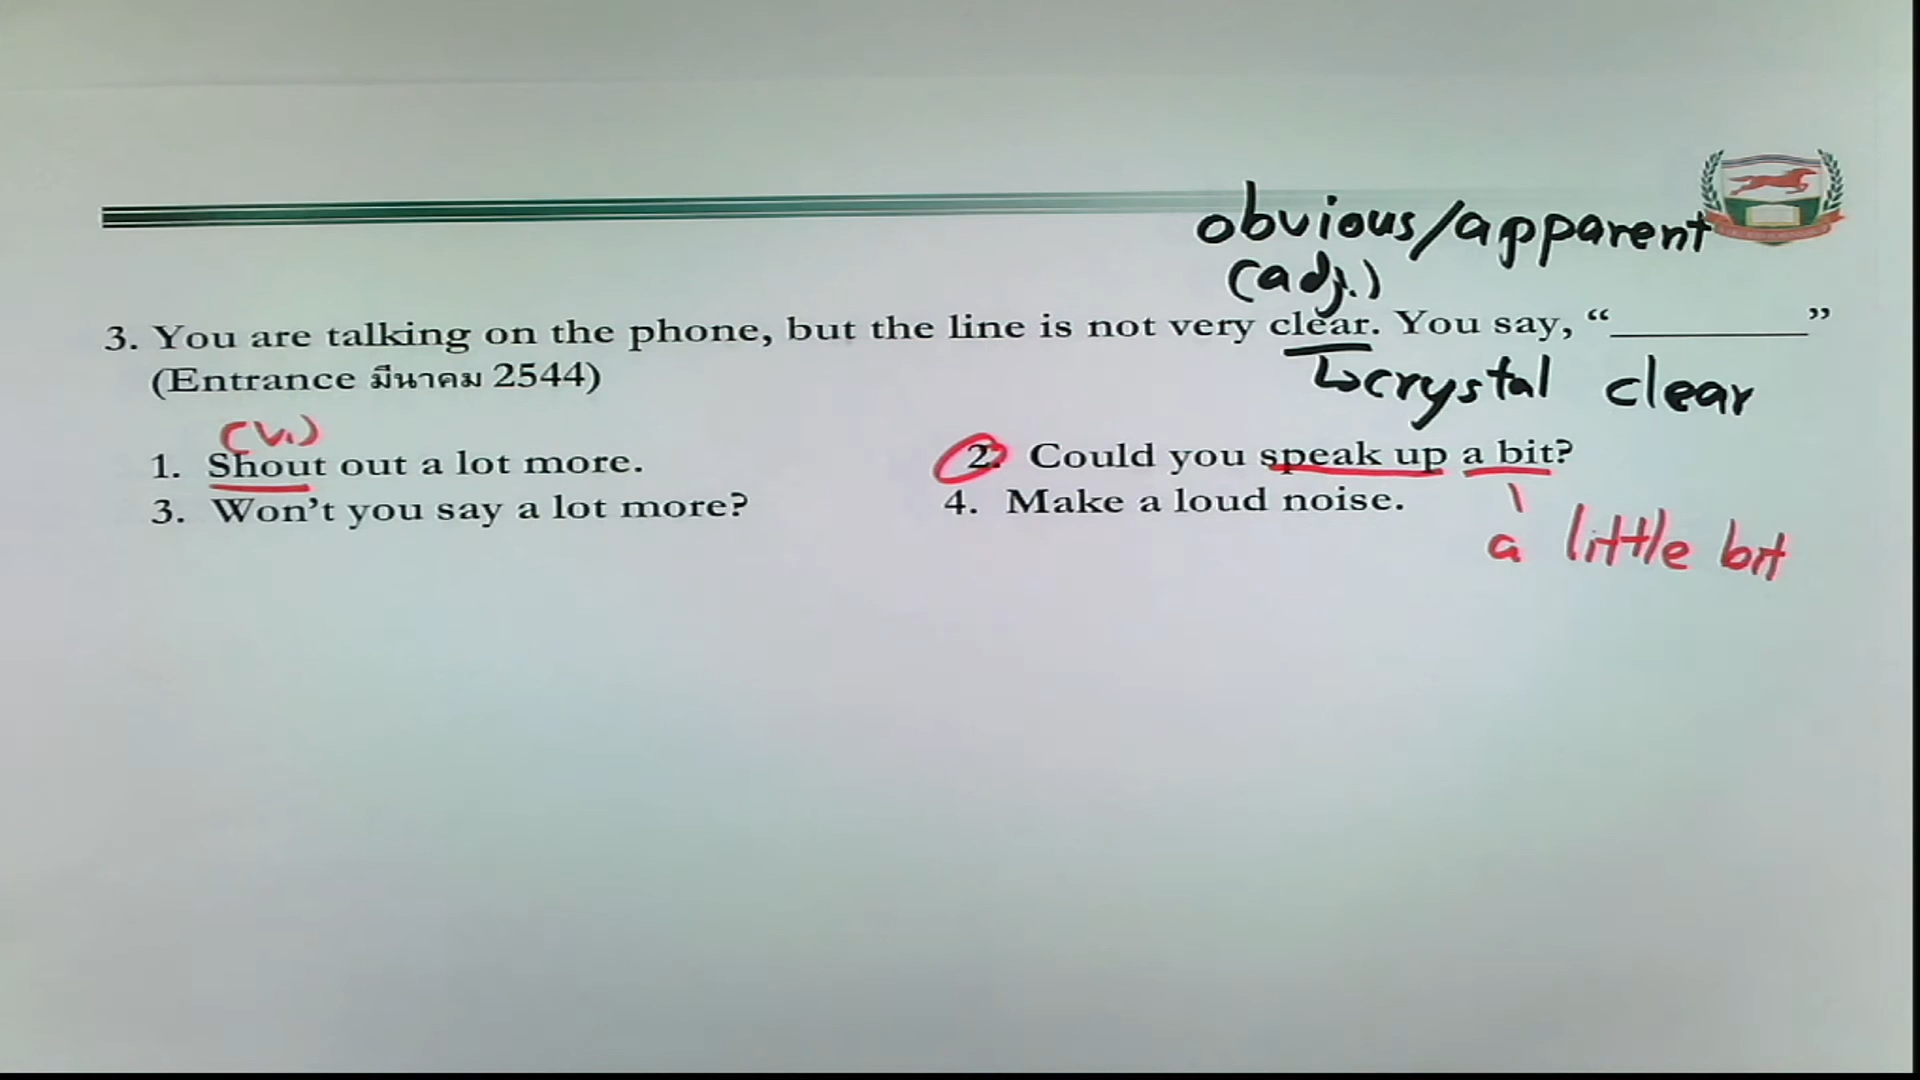 obvious/apparent
(adj.)
3. You are talking on the phone, but the line is not very clear. You say, “__________”
(Entrance มีนาคม 2544)
↳crystal clear
(v.)
1. Shout out a lot more.
2. Could you speak up a bit?
3. Won’t you say a lot more?
4. Make a loud noise.
a little bit